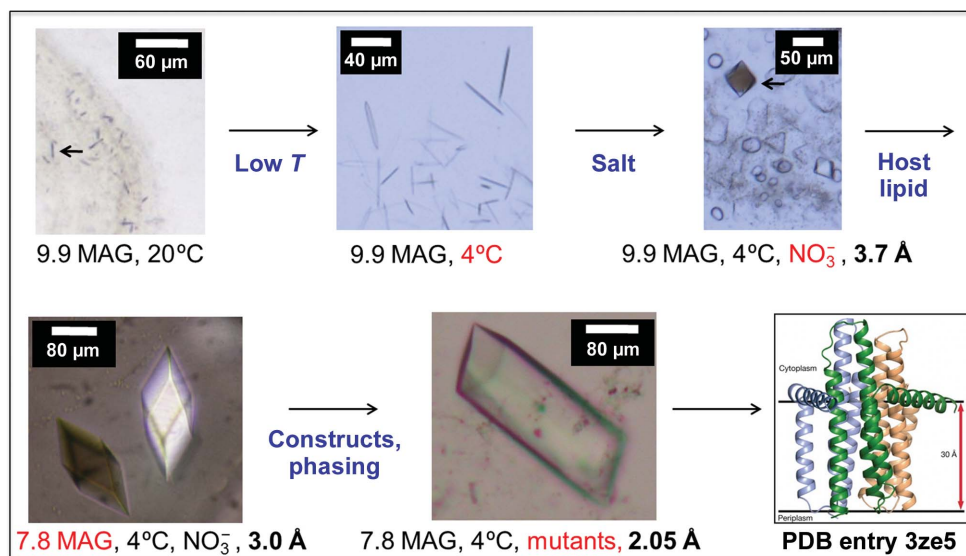 60 µm
40 µm
50 µm
Low T
Salt
Host
lipid
9.9 MAG, 20ºC
9.9 MAG, 4ºC
9.9 MAG, 4ºC, NO₃⁻, 3.7 Å
80 µm
80 µm
Cytoplasm
30 Å
Periplasm
Constructs,
phasing
7.8 MAG, 4ºC, NO₃⁻, 3.0 Å
7.8 MAG, 4ºC, mutants, 2.05 Å
PDB entry 3ze5